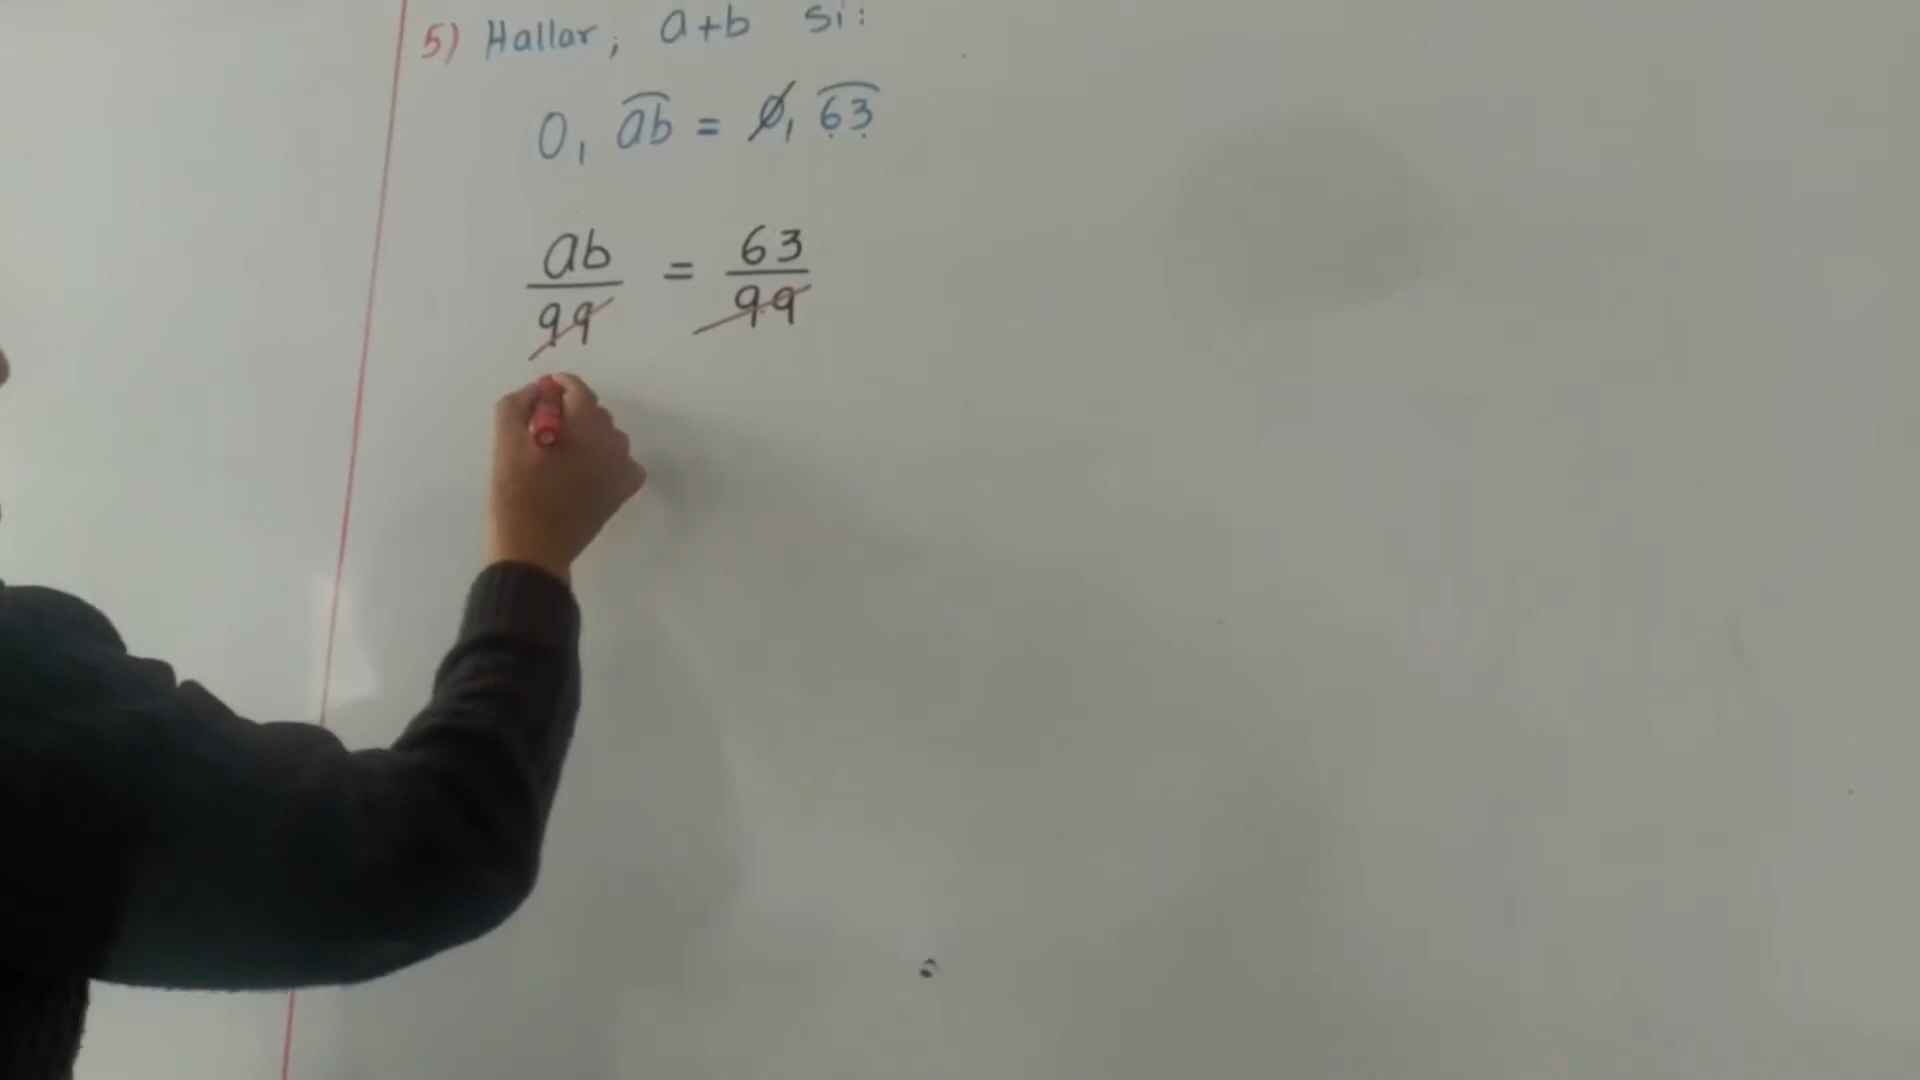 5) Hallar; a+b Si:
0, ab = 0, 63
ab = 63
99 99